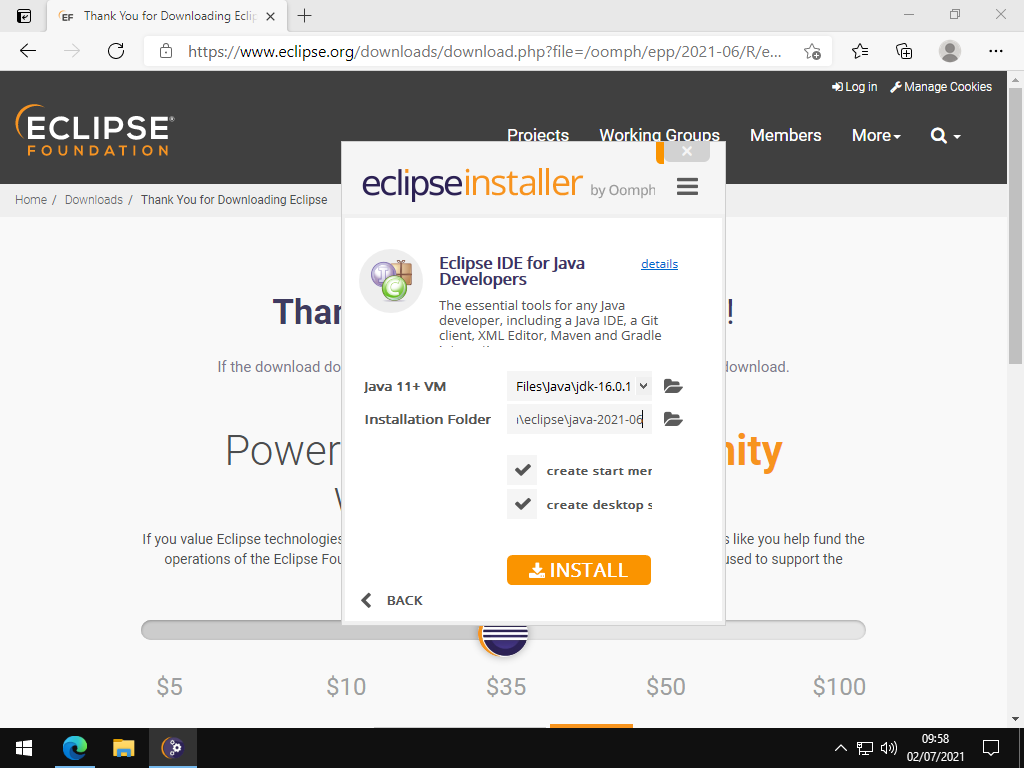 Thank You for Downloading Eclip
https://www.eclipse.org/downloads/download.php?file=/oomph/epp/2021-06/R/e...
Log in Manage Cookies
ECLIPSE
FOUNDATION
Projects Working Groups Members More
Home / Downloads / Thank You for Downloading Eclipse
eclipseinstaller by Oomph
Eclipse IDE for Java
Developers
details
The essential tools for any Java
developer, including a Java IDE, a Git
client, XML Editor, Maven and Gradle
Than !
If the download do ownload.
Java 11+ VM Files\Java\jdk-16.0.1
Installation Folder \eclipse\java-2021-06
Power nity
create start mer
create desktop s
If you value Eclipse technologies s like you help fund the
operations of the Eclipse Fou used to support the
INSTALL
BACK
$5 $10 $35 $50 $100
09:58
02/07/2021